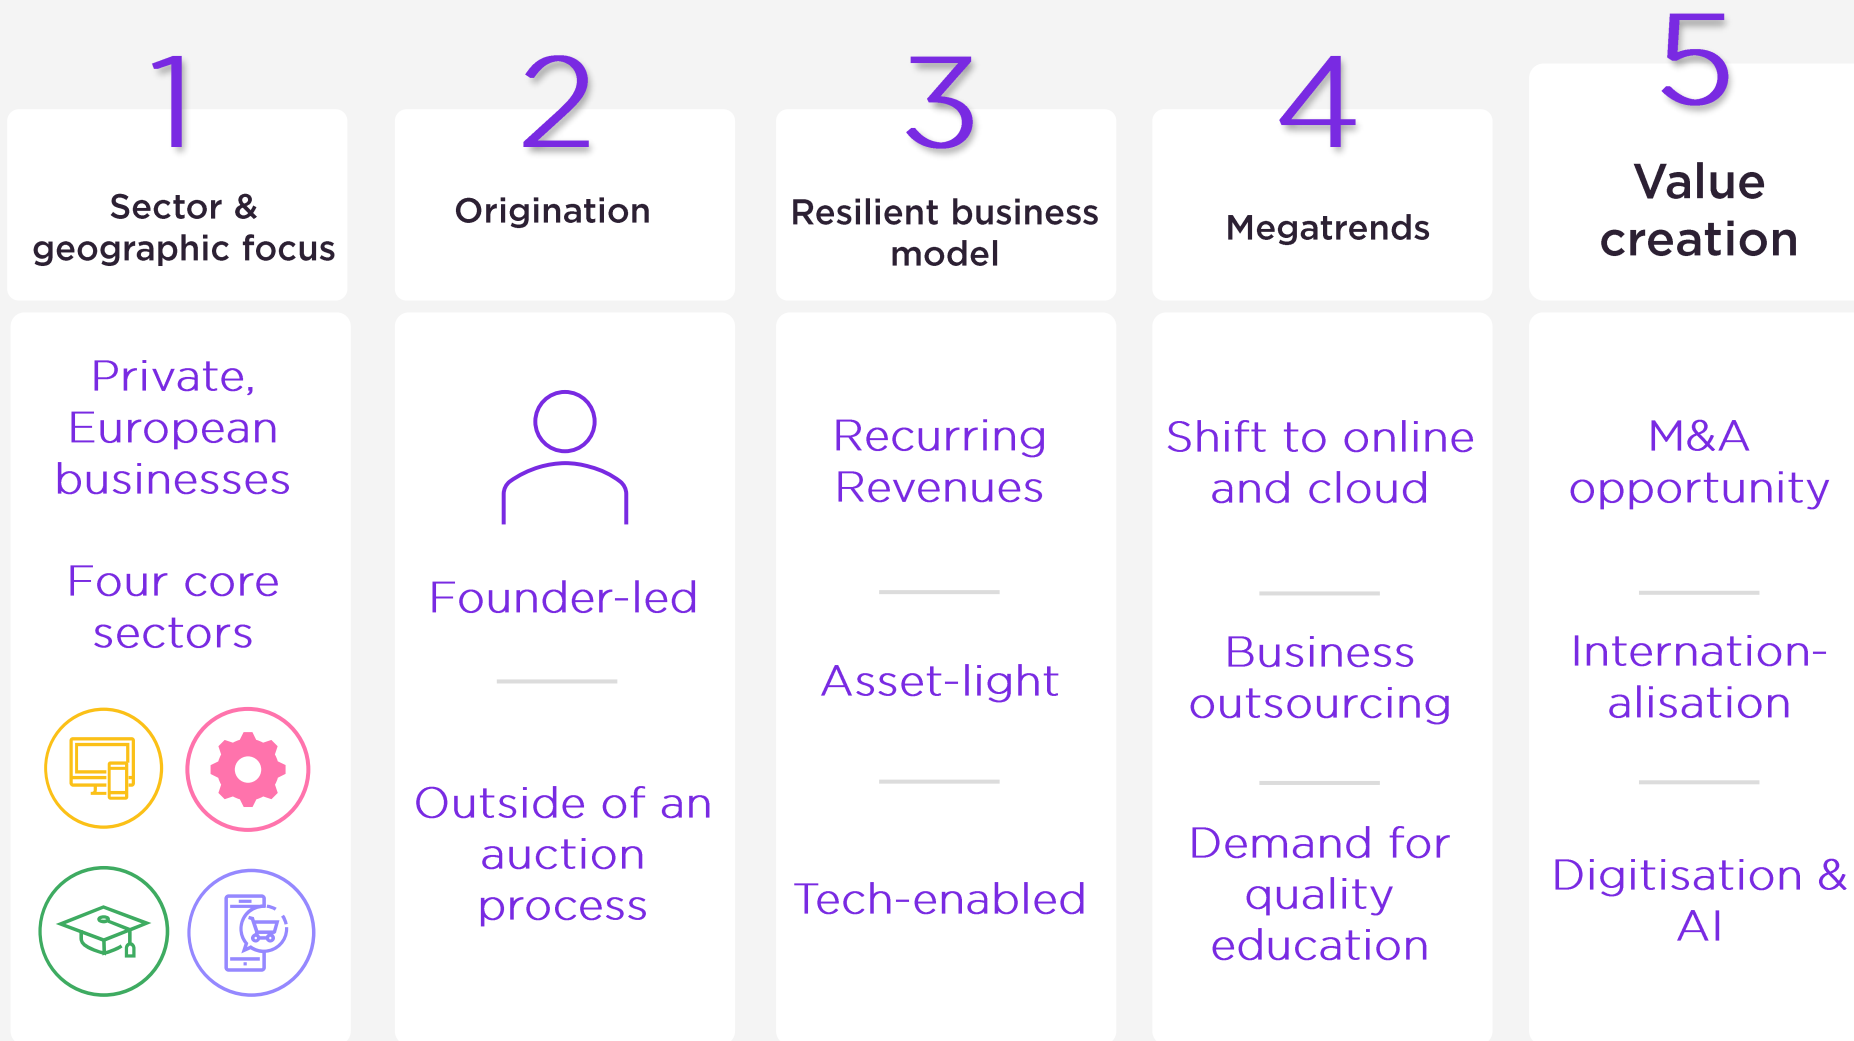 1
Sector &
geographic focus
Private,
European
businesses
Four core
sectors
2
Origination
Founder-led
Outside of an
auction
process
3
Resilient business
model
Recurring
Revenues
Asset-light
Tech-enabled
4
Megatrends
Shift to online
and cloud
Business
outsourcing
Demand for
quality
education
5
Value
creation
M&A
opportunity
Internation-
alisation
Digitisation &
AI